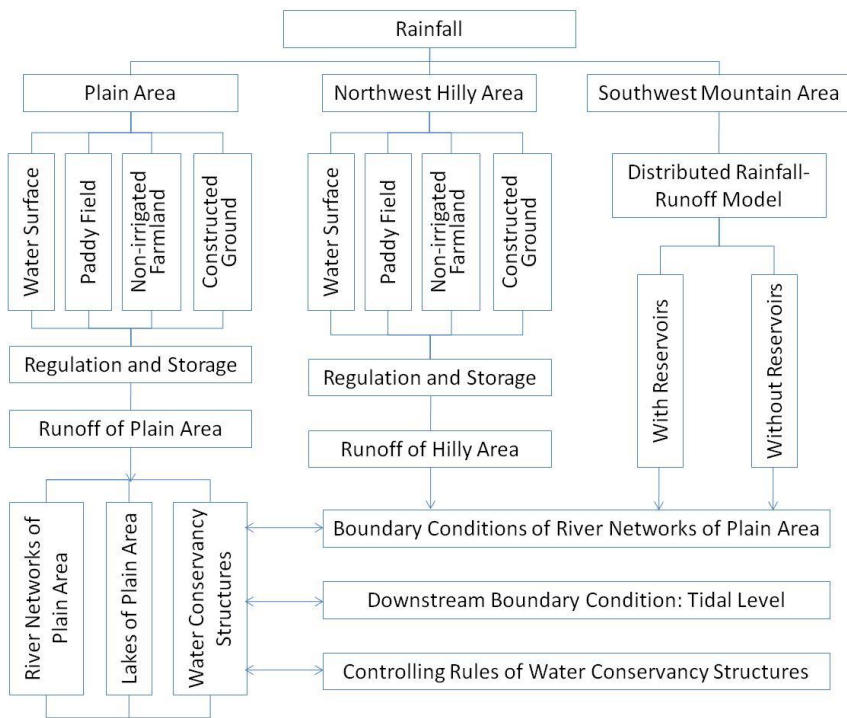 Rainfall
Plain Area
Northwest Hilly Area
Southwest Mountain Area
Water Surface
Paddy Field
Non-irrigated
Farmland
Constructed
Ground
Water Surface
Paddy Field
Non-irrigated
Farmland
Constructed
Ground
Distributed Rainfall-
Runoff Model
With Reservoirs
Without Reservoirs
Regulation and Storage
Regulation and Storage
Runoff of Plain Area
Runoff of Hilly Area
River Networks of
Plain Area
Lakes of Plain Area
Water Conservancy
Structures
Boundary Conditions of River Networks of Plain Area
Downstream Boundary Condition: Tidal Level
Controlling Rules of Water Conservancy Structures